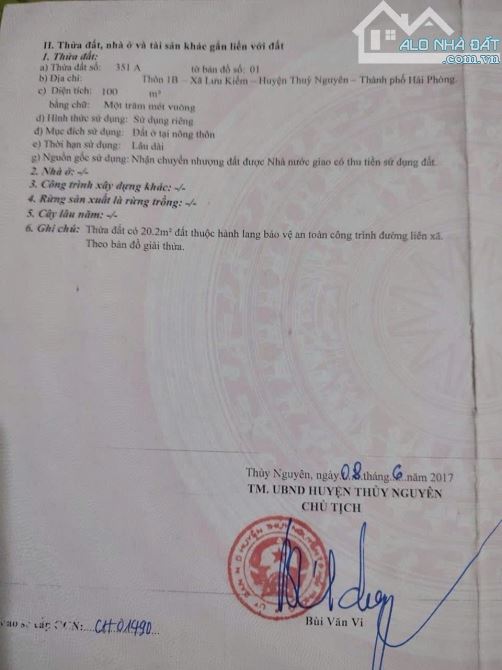 ALO NHÀ ĐẤT
.com.vn
II. Thửa đất, nhà ở và tài sản khác gắn liền với đất
1. Thửa đất:
a) Thửa đất số: 351 A tờ bản đồ số: 01
b) Địa chỉ: Thôn 1B – Xã Lưu Kiếm – Huyện Thuỷ Nguyên – Thành phố Hải Phòng.
c) Diện tích: 100 m²
bằng chữ: Một trăm mét vuông
d) Hình thức sử dụng: Sử dụng riêng
đ) Mục đích sử dụng: Đất ở tại nông thôn
e) Thời hạn sử dụng: Lâu dài
g) Nguồn gốc sử dụng: Nhận chuyển nhượng đất được Nhà nước giao có thu tiền sử dụng đất.
2. Nhà ở: -/-
3. Công trình xây dựng khác: -/-
4. Rừng sản xuất là rừng trồng: -/-
5. Cây lâu năm: -/-
6. Ghi chú: Thửa đất có 20.2m² đất thuộc hành lang bảo vệ an toàn công trình đường liên xã.
Theo bản đồ giải thửa.
Thủy Nguyên, ngày 08 tháng 6 năm 2017
TM. UBND HUYỆN THỦY NGUYÊN
CHỦ TỊCH
Bùi Văn Vi
vào sổ cấp GCN: CH.01490